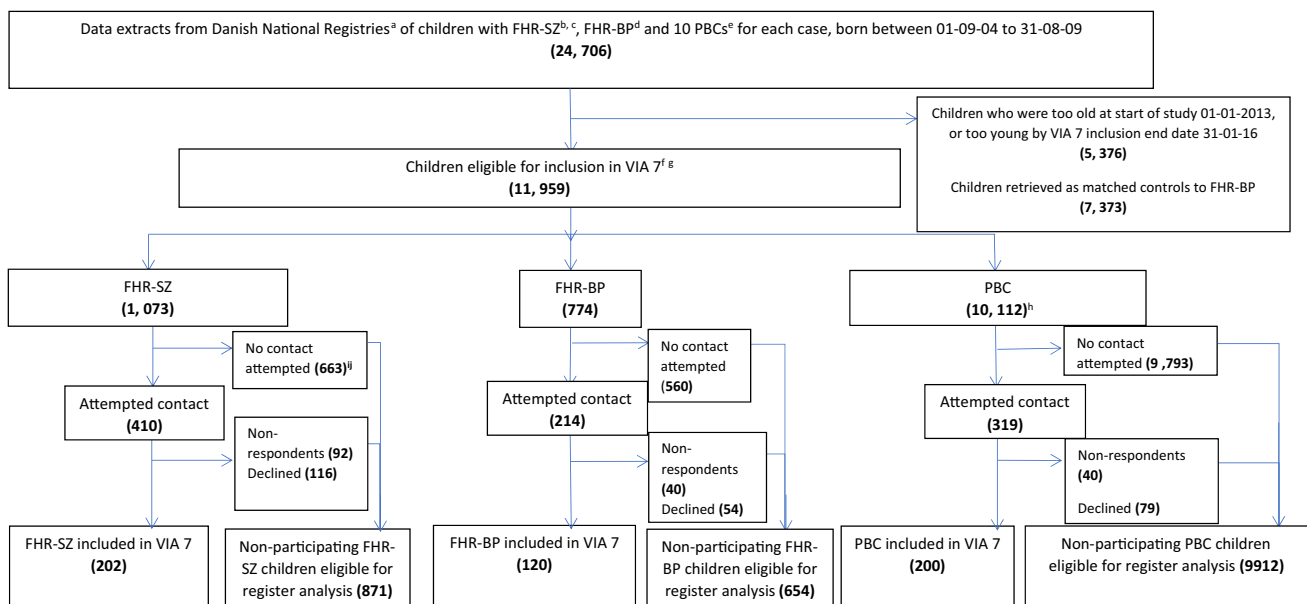 Data extracts from Danish National Registriesᵃ of children with FHR-SZᵇ,ᶜ, FHR-BPᵈ and 10 PBCsᵉ for each case, born between 01-09-04 to 31-08-09
(24, 706)
Children who were too old at start of study 01-01-2013,
or too young by VIA 7 inclusion end date 31-01-16
(5, 376)
Children retrieved as matched controls to FHR-BP
(7, 373)
Children eligible for inclusion in VIA 7ᶠ ᵍ
(11, 959)
FHR-SZ
(1, 073)
FHR-BP
(774)
PBC
(10, 112)ʰ
No contact
attempted (663)ⁱʲ
No contact
attempted
(560)
No contact
attempted (9 ,793)
Attempted contact
(410)
Attempted contact
(214)
Attempted contact
(319)
Non-
respondents (92)
Declined (116)
Non-
respondents
(40)
Declined (54)
Non-respondents
(40)
Declined (79)
FHR-SZ included in VIA 7
(202)
Non-participating FHR-
SZ children eligible for
register analysis (871)
FHR-BP included in VIA 7
(120)
Non-participating FHR-
BP children eligible for
register analysis (654)
PBC included in VIA 7
(200)
Non-participating PBC children
eligible for register analysis (9912)